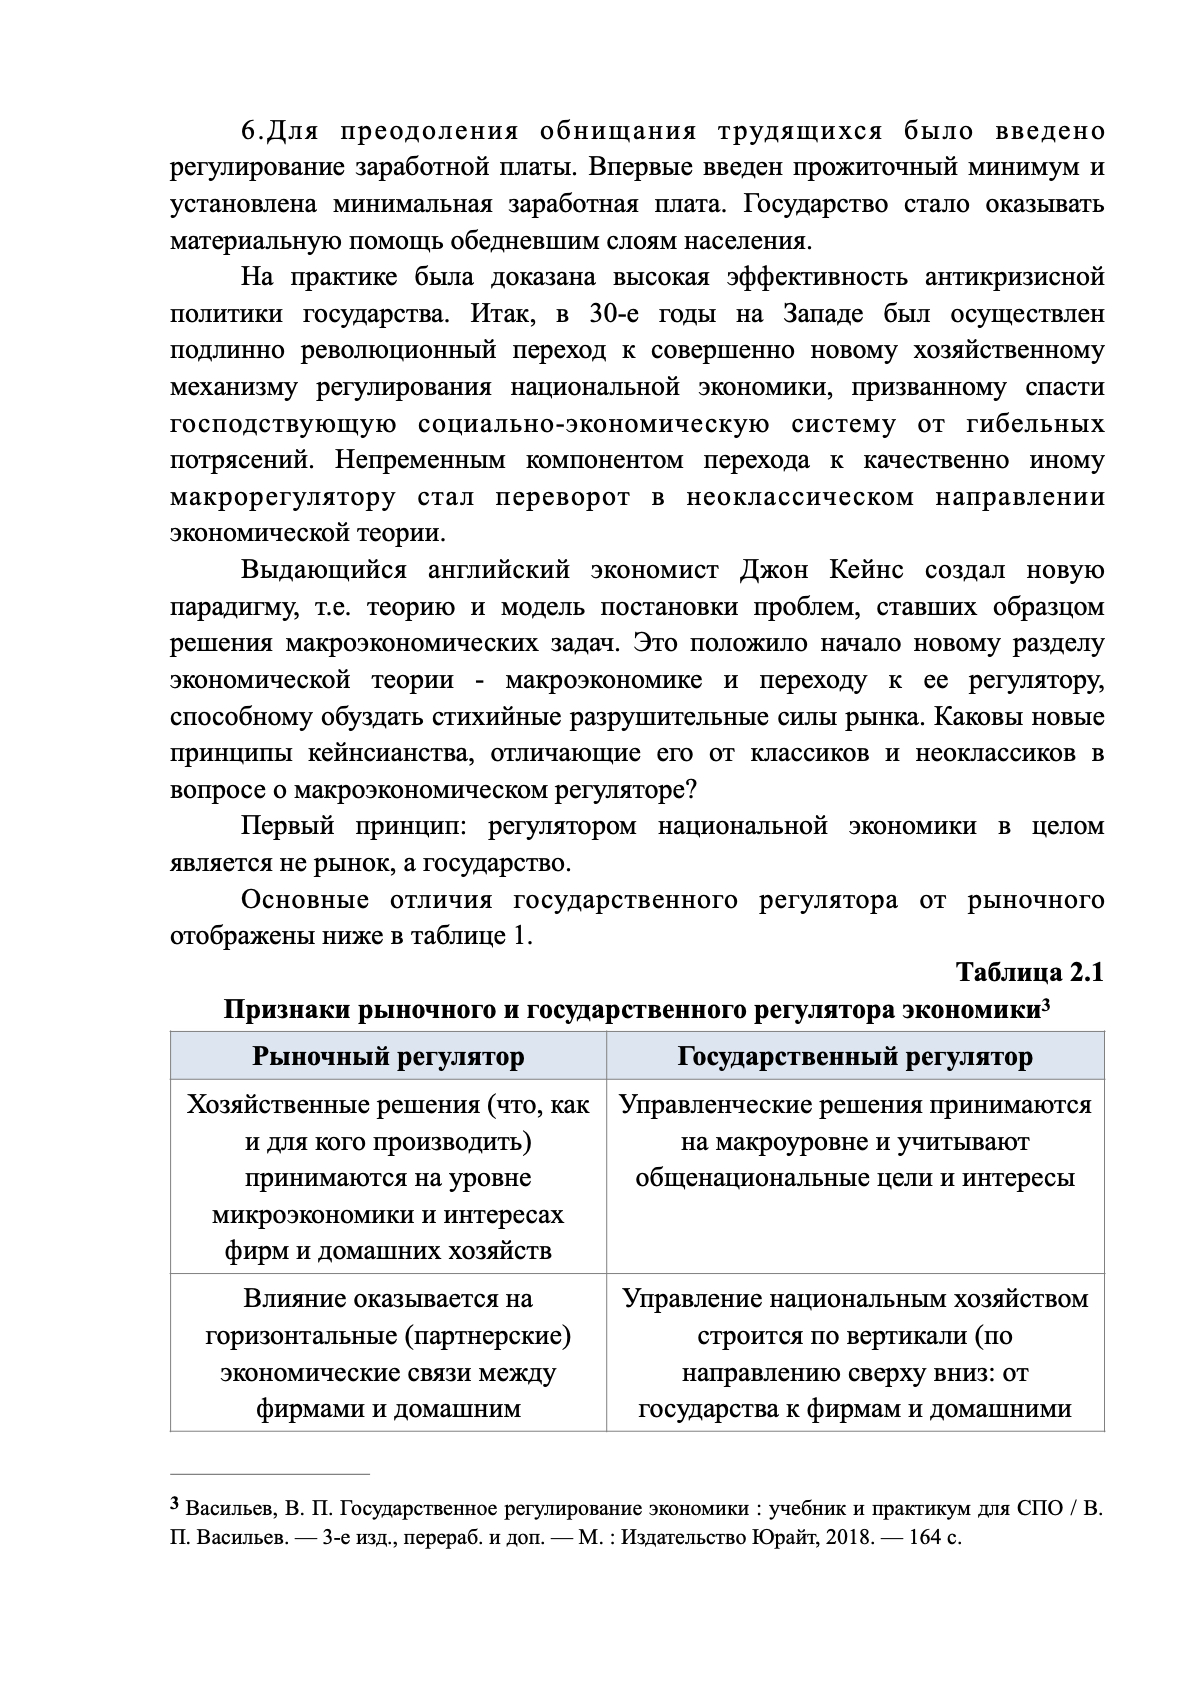 6.Для преодоления обнищания трудящихся было введено
регулирование заработной платы. Впервые введен прожиточный минимум и
установлена минимальная заработная плата. Государство стало оказывать
материальную помощь обедневшим слоям населения.
На практике была доказана высокая эффективность антикризисной
политики государства. Итак, в 30-е годы на Западе был осуществлен
подлинно революционный переход к совершенно новому хозяйственному
механизму регулирования национальной экономики, призванному спасти
господствующую социально-экономическую систему от гибельных
потрясений. Непременным компонентом перехода к качественно иному
макрорегулятору стал переворот в неоклассическом направлении
экономической теории.
Выдающийся английский экономист Джон Кейнс создал новую
парадигму, т.е. теорию и модель постановки проблем, ставших образцом
решения макроэкономических задач. Это положило начало новому разделу
экономической теории - макроэкономике и переходу к ее регулятору,
способному обуздать стихийные разрушительные силы рынка. Каковы новые
принципы кейнсианства, отличающие его от классиков и неоклассиков в
вопросе о макроэкономическом регуляторе?
Первый принцип: регулятором национальной экономики в целом
является не рынок, а государство.
Основные отличия государственного регулятора от рыночного
отображены ниже в таблице 1.
Таблица 2.1
Признаки рыночного и государственного регулятора экономики³
Рыночный регулятор
Государственный регулятор
Хозяйственные решения (что, как
и для кого производить)
принимаются на уровне
микроэкономики и интересах
фирм и домашних хозяйств
Управленческие решения принимаются
на макроуровне и учитывают
общенациональные цели и интересы
Влияние оказывается на
горизонтальные (партнерские)
экономические связи между
фирмами и домашним
Управление национальным хозяйством
строится по вертикали (по
направлению сверху вниз: от
государства к фирмам и домашними
³ Васильев, В. П. Государственное регулирование экономики : учебник и практикум для СПО / В.
П. Васильев. — 3-е изд., перераб. и доп. — М. : Издательство Юрайт, 2018. — 164 с.